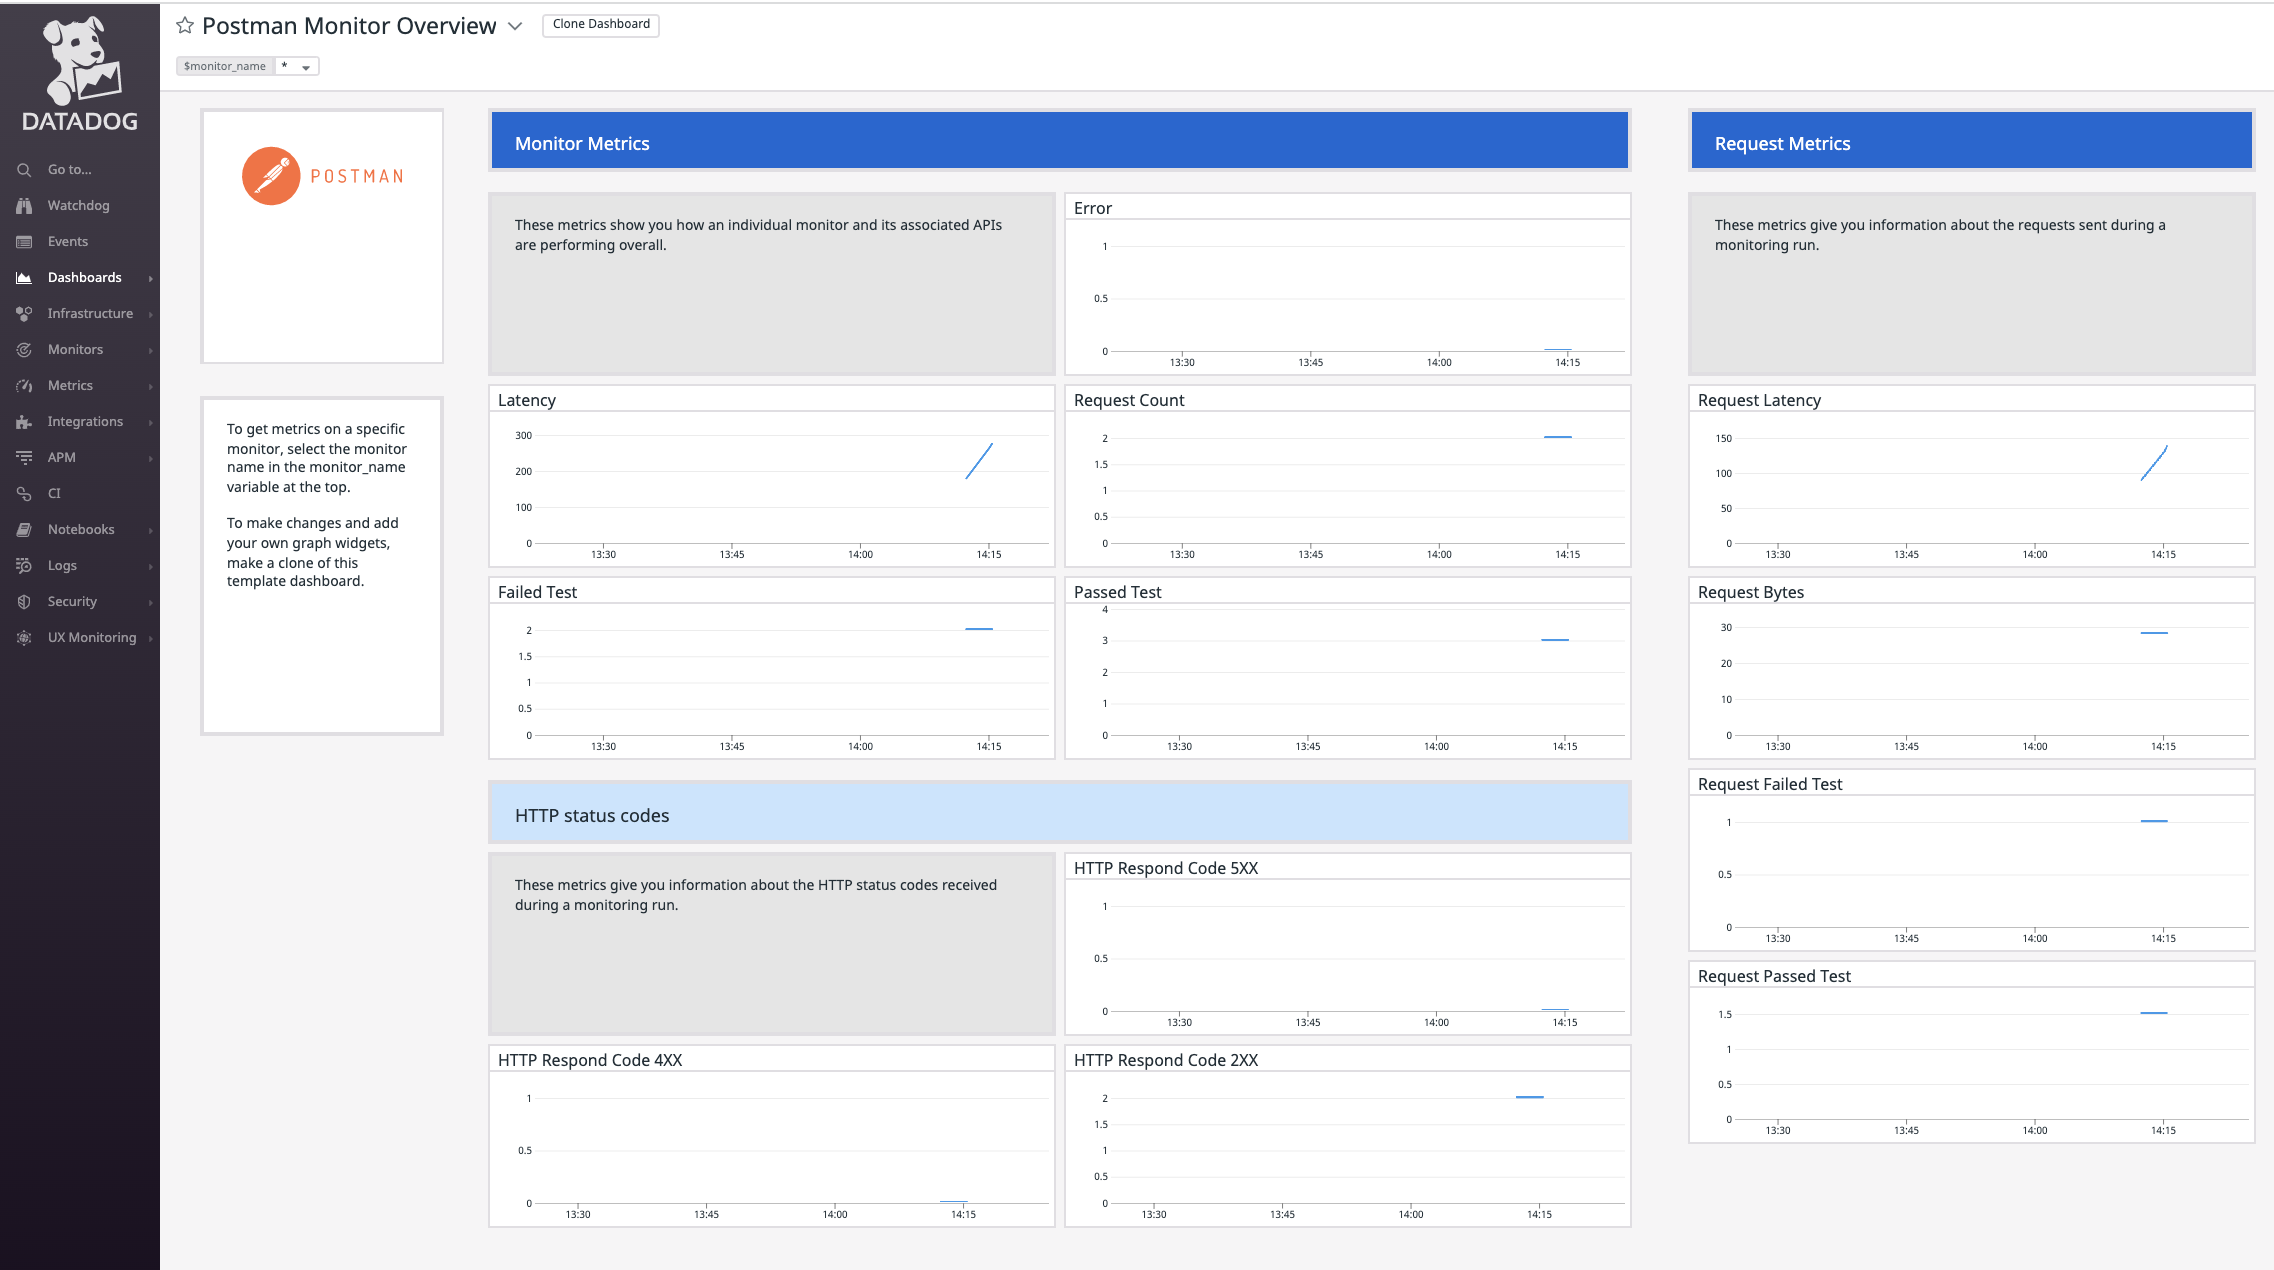 DATADOG
Go to...
Watchdog
Events
Dashboards
Infrastructure
Monitors
Metrics
Integrations
APM
CI
Notebooks
Logs
Security
UX Monitoring
Postman Monitor Overview
Clone Dashboard
$monitor_name
*
POSTMAN
To get metrics on a specific
monitor, select the monitor
name in the monitor_name
variable at the top.
To make changes and add
your own graph widgets,
make a clone of this
template dashboard.
Monitor Metrics
These metrics show you how an individual monitor and its associated APIs
are performing overall.
Error
1
0.5
0
13:30 13:45 14:00 14:15
Latency
300
200
100
0
13:30 13:45 14:00 14:15
Request Count
2
1.5
1
0.5
0
13:30 13:45 14:00 14:15
Failed Test
2
1.5
1
0.5
0
13:30 13:45 14:00 14:15
Passed Test
4
3
2
1
0
13:30 13:45 14:00 14:15
HTTP status codes
These metrics give you information about the HTTP status codes received
during a monitoring run.
HTTP Respond Code 5XX
1
0.5
0
13:30 13:45 14:00 14:15
HTTP Respond Code 4XX
1
0.5
0
13:30 13:45 14:00 14:15
HTTP Respond Code 2XX
2
1.5
1
0.5
0
13:30 13:45 14:00 14:15
Request Metrics
These metrics give you information about the requests sent during a
monitoring run.
Request Latency
150
100
50
0
13:30 13:45 14:00 14:15
Request Bytes
30
20
10
0
13:30 13:45 14:00 14:15
Request Failed Test
1
0.5
0
13:30 13:45 14:00 14:15
Request Passed Test
1.5
1
0.5
0
13:30 13:45 14:00 14:15